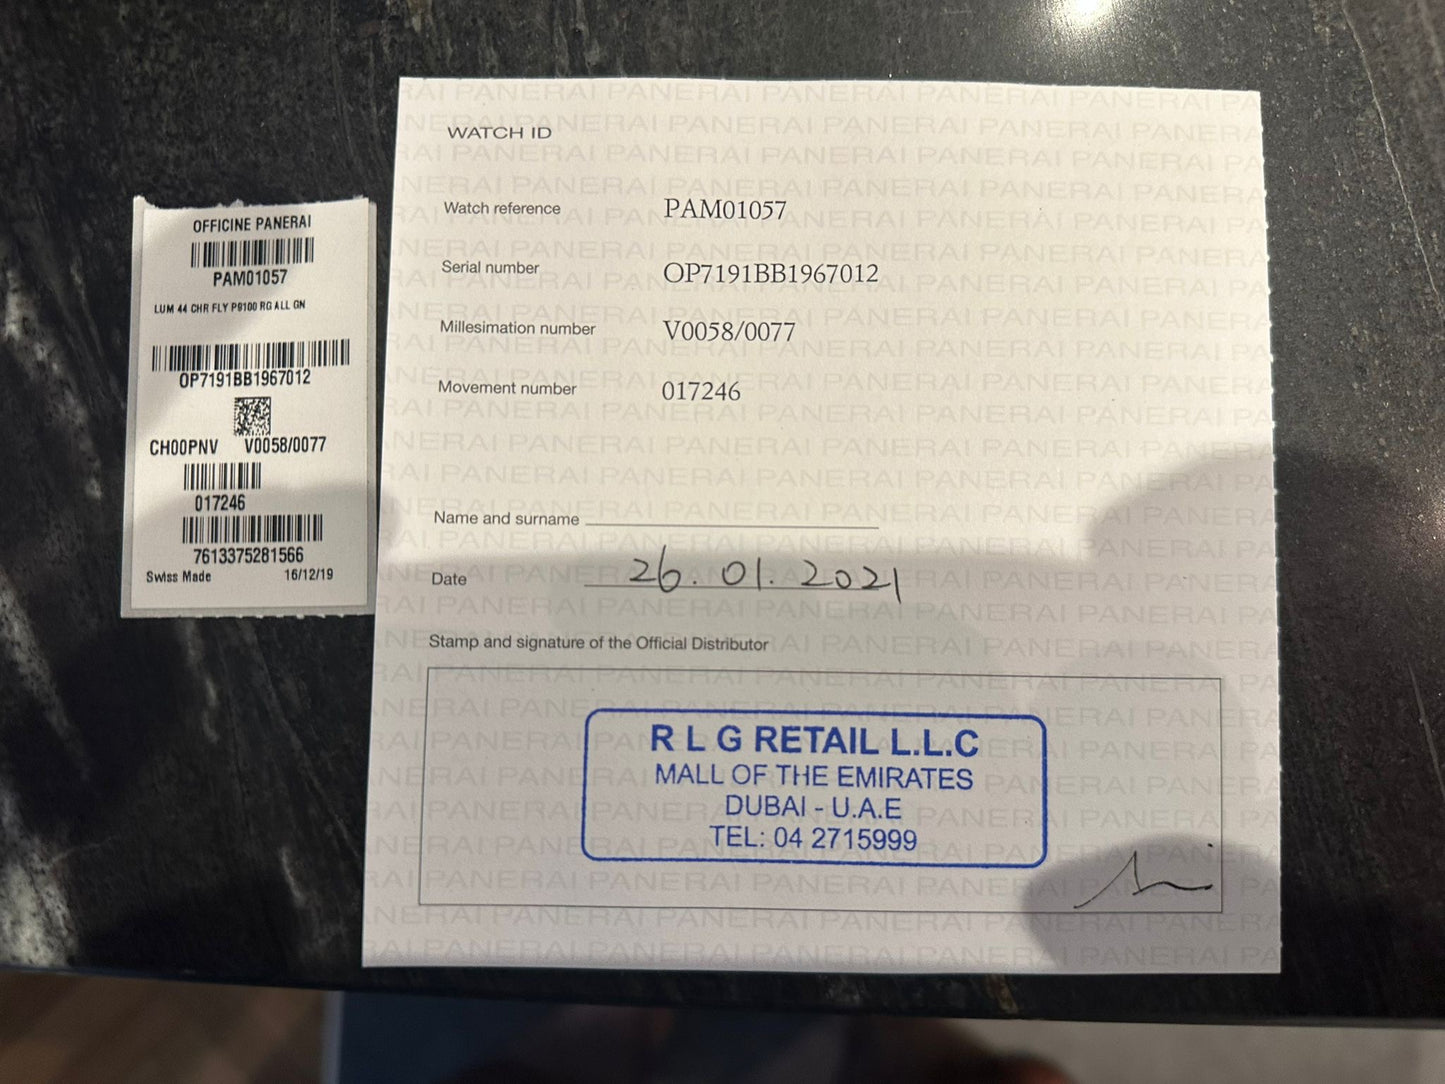 OFFICINE PANERAI
PAM01057
LUM 44 CHR FLY P9100 RG ALL GN
OP7191BB1967012
CH00PNV V0058/0077
017246
7613375281566
Swiss Made 16/12/19
WATCH ID
Watch reference PAM01057
Serial number OP7191BB1967012
Millesimation number V0058/0077
Movement number 017246
Name and surname
Date 26.01.2021
Stamp and signature of the Official Distributor
R L G RETAIL L.L.C
MALL OF THE EMIRATES
DUBAI - U.A.E
TEL: 04 2715999